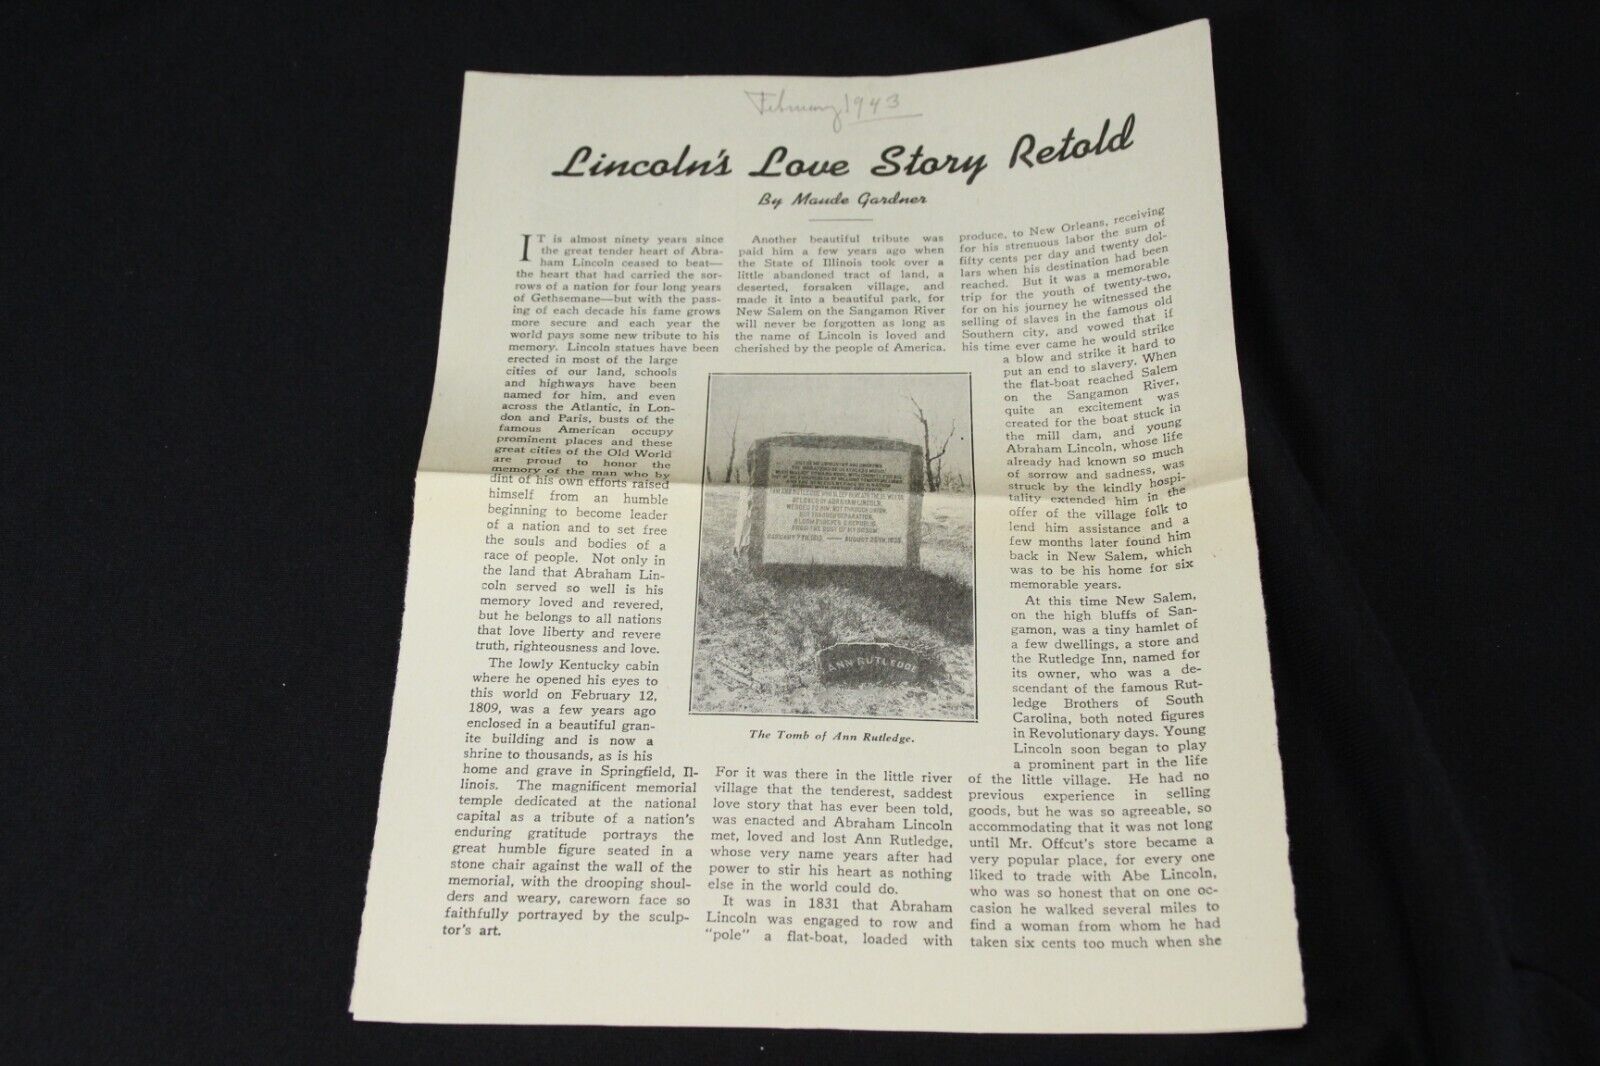 February 1943
Lincoln's Love Story Retold
By Maude Gardner
IT is almost ninety years since
the great tender heart of Abra-
ham Lincoln ceased to beat—
the heart that had carried the sor-
rows of a nation for four long years
of Gethsemane—but with the pass-
ing of each decade his fame grows
more secure and each year the
world pays some new tribute to his
memory. Lincoln statues have been
erected in most of the large
cities of our land, schools
and highways have been
named for him, and even
across the Atlantic, in Lon-
don and Paris, busts of the
famous American occupy
prominent places and these
great cities of the Old World
are proud to honor the
memory of the man who by
dint of his own efforts raised
himself from an humble
beginning to become leader
of a nation and to set free
the souls and bodies of a
race of people. Not only in
the land that Abraham Lin-
coln served so well is his
memory loved and revered,
but he belongs to all nations
that love liberty and revere
truth, righteousness and love.
The lowly Kentucky cabin
where he opened his eyes to
this world on February 12,
1809, was a few years ago
enclosed in a beautiful gran-
ite building and is now a
shrine to thousands, as is his
home and grave in Springfield, Il-
linois. The magnificent memorial
temple dedicated at the national
capital as a tribute of a nation's
enduring gratitude portrays the
great humble figure seated in a
stone chair against the wall of the
memorial, with the drooping shoul-
ders and weary, careworn face so
faithfully portrayed by the sculp-
tor's art.
Another beautiful tribute was
paid him a few years ago when
the State of Illinois took over a
little abandoned tract of land, a
deserted, forsaken village, and
made it into a beautiful park, for
New Salem on the Sangamon River
will never be forgotten as long as
the name of Lincoln is loved and
cherished by the people of America.
I AM ANN RUTLEDGE WHO SLEEP BENEATH THESE WEEDS,
BELOVED OF ABRAHAM LINCOLN,
WEDDED TO HIM, NOT THROUGH UNION,
BUT THROUGH SEPARATION.
BLOOM FOREVER, O REPUBLIC,
FROM THE DUST OF MY BOSOM.
JANUARY 7TH, 1813 — AUGUST 25TH, 1835
ANN RUTLEDGE
The Tomb of Ann Rutledge.
For it was there in the little river
village that the tenderest, saddest
love story that has ever been told,
was enacted and Abraham Lincoln
met, loved and lost Ann Rutledge,
whose very name years after had
power to stir his heart as nothing
else in the world could do.
It was in 1831 that Abraham
Lincoln was engaged to row and
"pole" a flat-boat, loaded with
produce, to New Orleans, receiving
for his strenuous labor the sum of
fifty cents per day and twenty dol-
lars when his destination had been
reached. But it was a memorable
trip for the youth of twenty-two,
for on his journey he witnessed the
selling of slaves in the famous old
Southern city, and vowed that if
his time ever came he would strike
a blow and strike it hard to
put an end to slavery. When
the flat-boat reached Salem
on the Sangamon River,
quite an excitement was
created for the boat stuck in
the mill dam, and young
Abraham Lincoln, whose life
already had known so much
of sorrow and sadness, was
struck by the kindly hospi-
tality extended him in the
offer of the village folk to
lend him assistance and a
few months later found him
back in New Salem, which
was to be his home for six
memorable years.
At this time New Salem,
on the high bluffs of San-
gamon, was a tiny hamlet of
a few dwellings, a store and
the Rutledge Inn, named for
its owner, who was a de-
scendant of the famous Rut-
ledge Brothers of South
Carolina, both noted figures
in Revolutionary days. Young
Lincoln soon began to play
a prominent part in the life
of the little village. He had no
previous experience in selling
goods, but he was so agreeable, so
accommodating that it was not long
until Mr. Offcut's store became a
very popular place, for every one
liked to trade with Abe Lincoln,
who was so honest that on one oc-
casion he walked several miles to
find a woman from whom he had
taken six cents too much when she